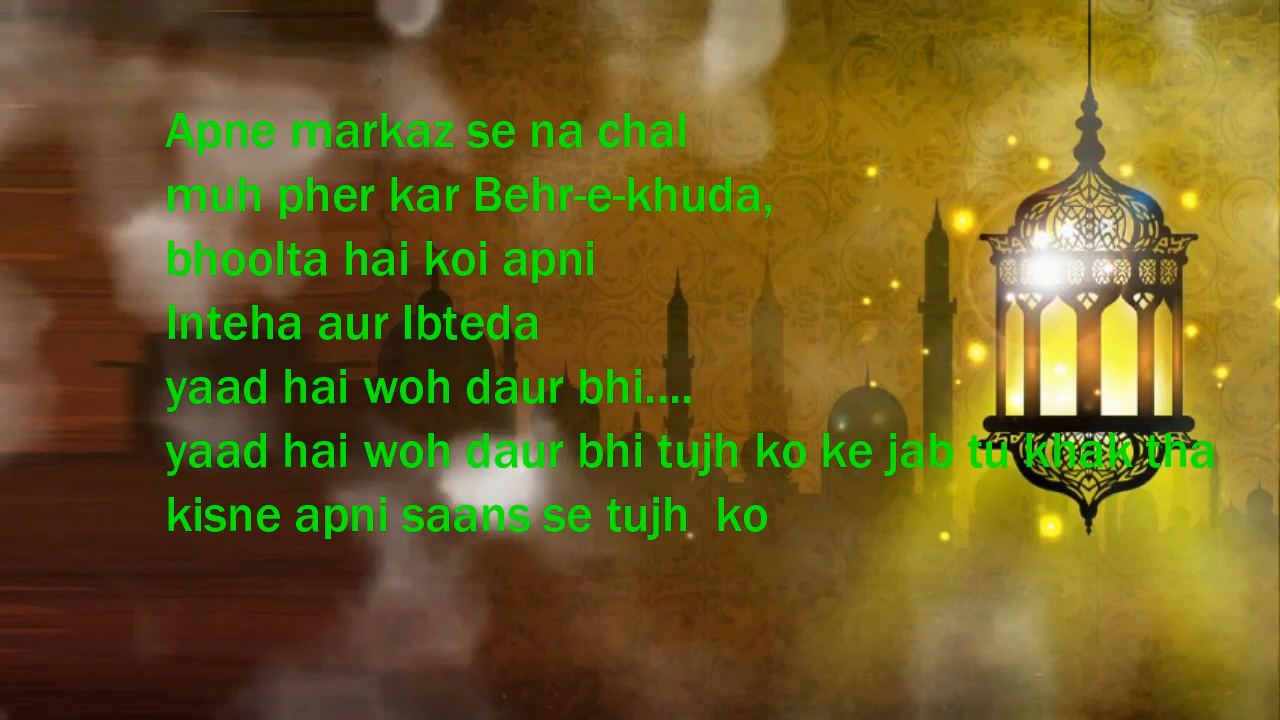 Apne markaz se na chal
muh pher kar Behr-e-khuda,
bhoolta hai koi apni
Inteha aur Ibteda
yaad hai woh daur bhi....
yaad hai woh daur bhi tujh ko ke jab tu khak tha
kisne apni saans se tujh  ko